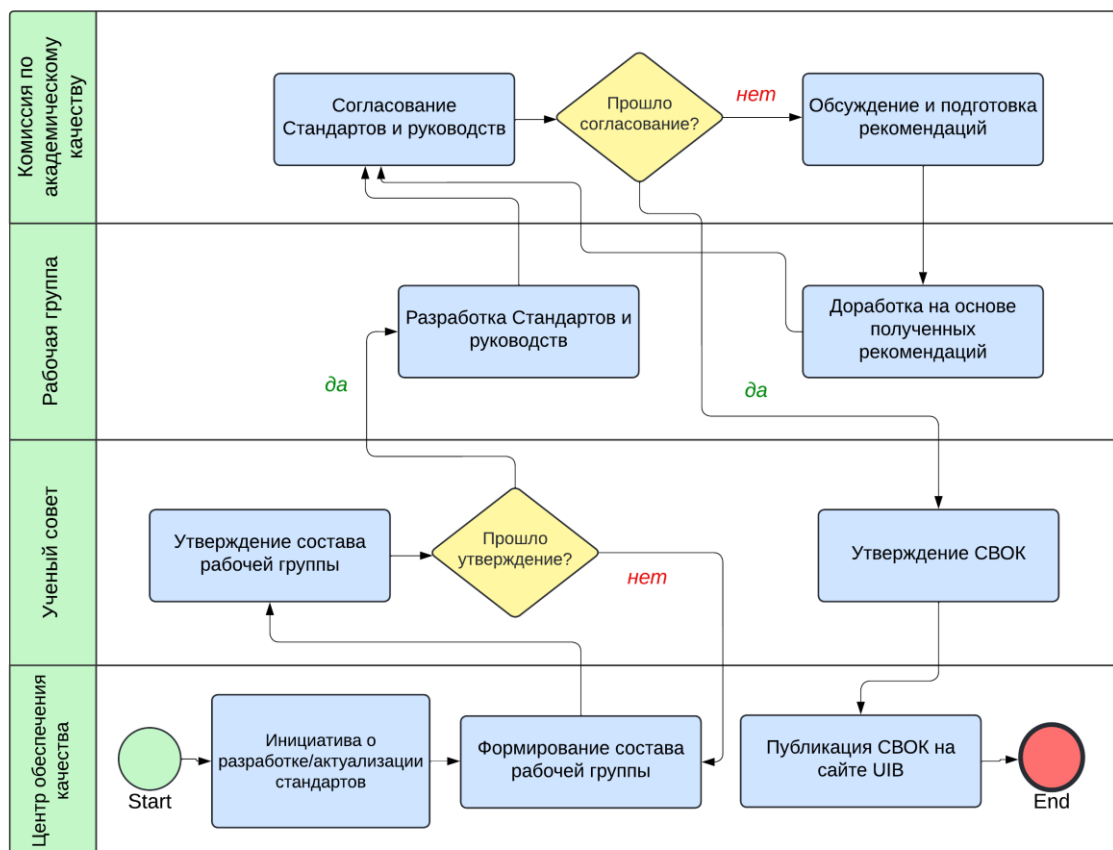 Комиссия по
академическому
качеству
Согласование
Стандартов и руководств
Прошло
согласование?
нет
Обсуждение и подготовка
рекомендаций
Рабочая группа
Разработка Стандартов и
руководств
Доработка на основе
полученных
рекомендаций
да
да
Ученый совет
Утверждение состава
рабочей группы
Прошло
утверждение?
нет
Утверждение СВОК
Центр обеспечения
качества
Start
Инициатива о
разработке/актуализации
стандартов
Формирование состава
рабочей группы
Публикация СВОК на
сайте UIB
End